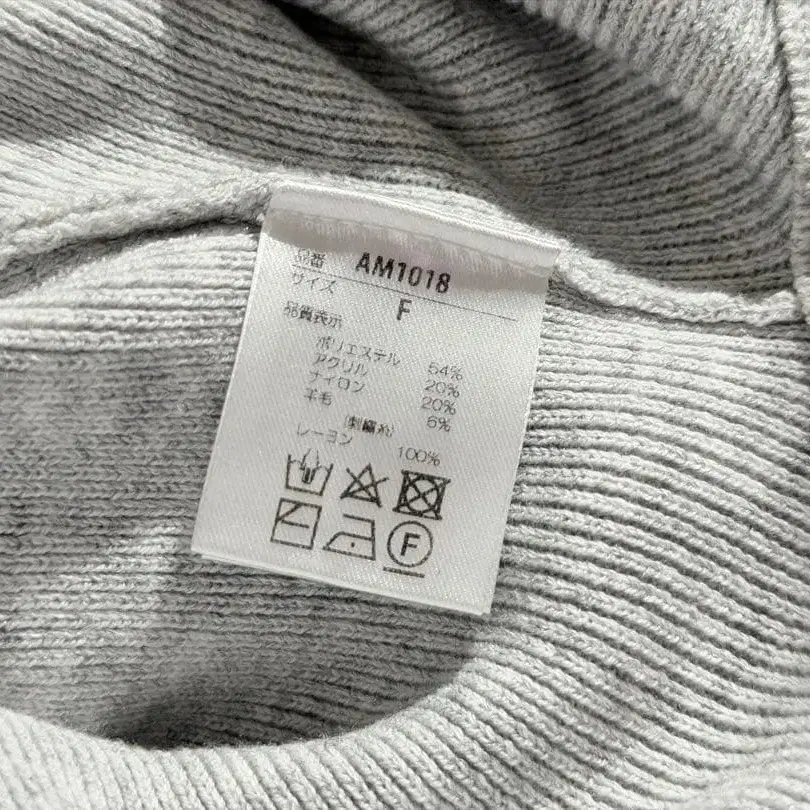 品番 AM1018
サイズ F
品質表示
ポリエステル 54%
アクリル 20%
ナイロン 20%
羊毛 6%
(刺繍糸)
レーヨン 100%
F